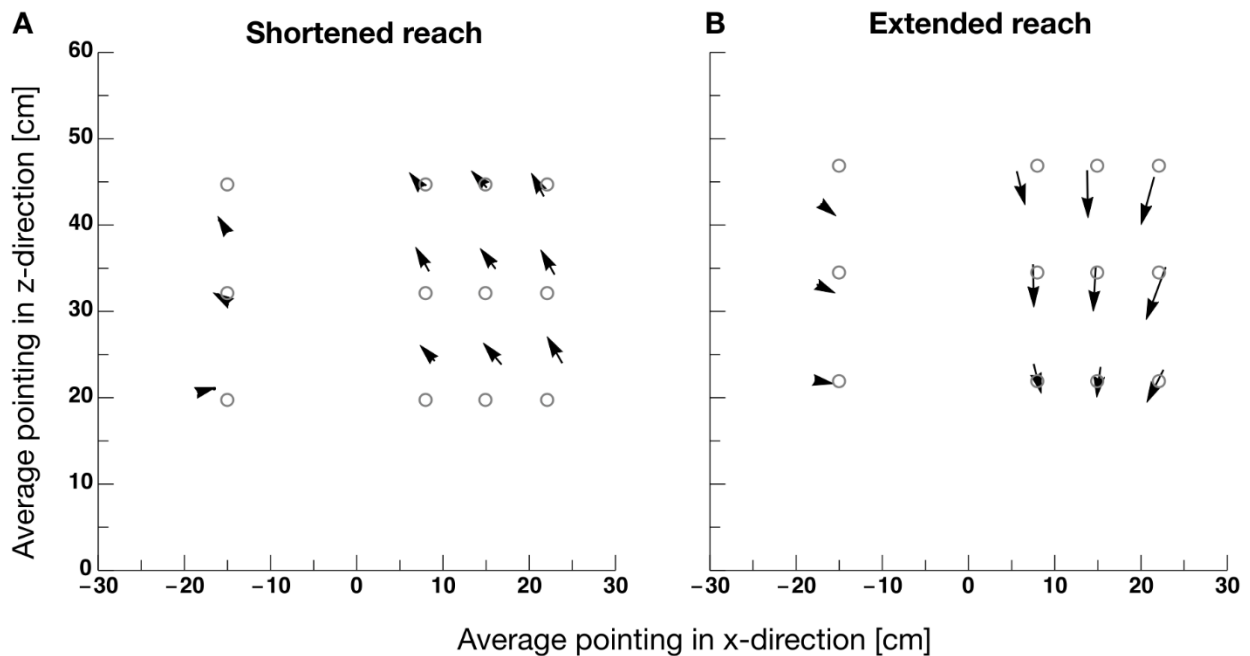 A
Shortened reach
B
Extended reach
Average pointing in z-direction [cm]
60
50
40
30
20
10
0
−30 −20 −10 0 10 20 30
−30 −20 −10 0 10 20 30
Average pointing in x-direction [cm]